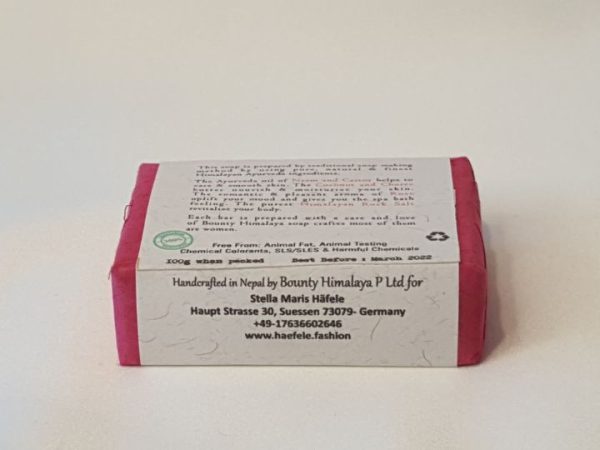 This soap is prepared by traditional soap making
method by using pure, natural & finest
Himalayan Ayurveda ingredients.
The Ayurveda oil of Neem and Castor helps to
care & smooth skin. The Coconut and Cheree
butter nourish & moisturize your skin.
The romantic & pleasant aroma of Rose
uplift your mood and gives you the spa bath
feeling. The purest Himalayan Rock Salt
revitalize your body.
Each bar is prepared with a care and love
of Bounty Himalaya soap crafters most of them
are women.
Free From: Animal Fat, Animal Testing
Chemical Colorants, SLS/SLES & Harmful Chemicals
100g when packed Best Before : March 2022
Handcrafted in Nepal by Bounty Himalaya P Ltd for
Stella Maris Häfele
Haupt Strasse 30, Suessen 73079- Germany
+49-17636602646
www.haefele.fashion